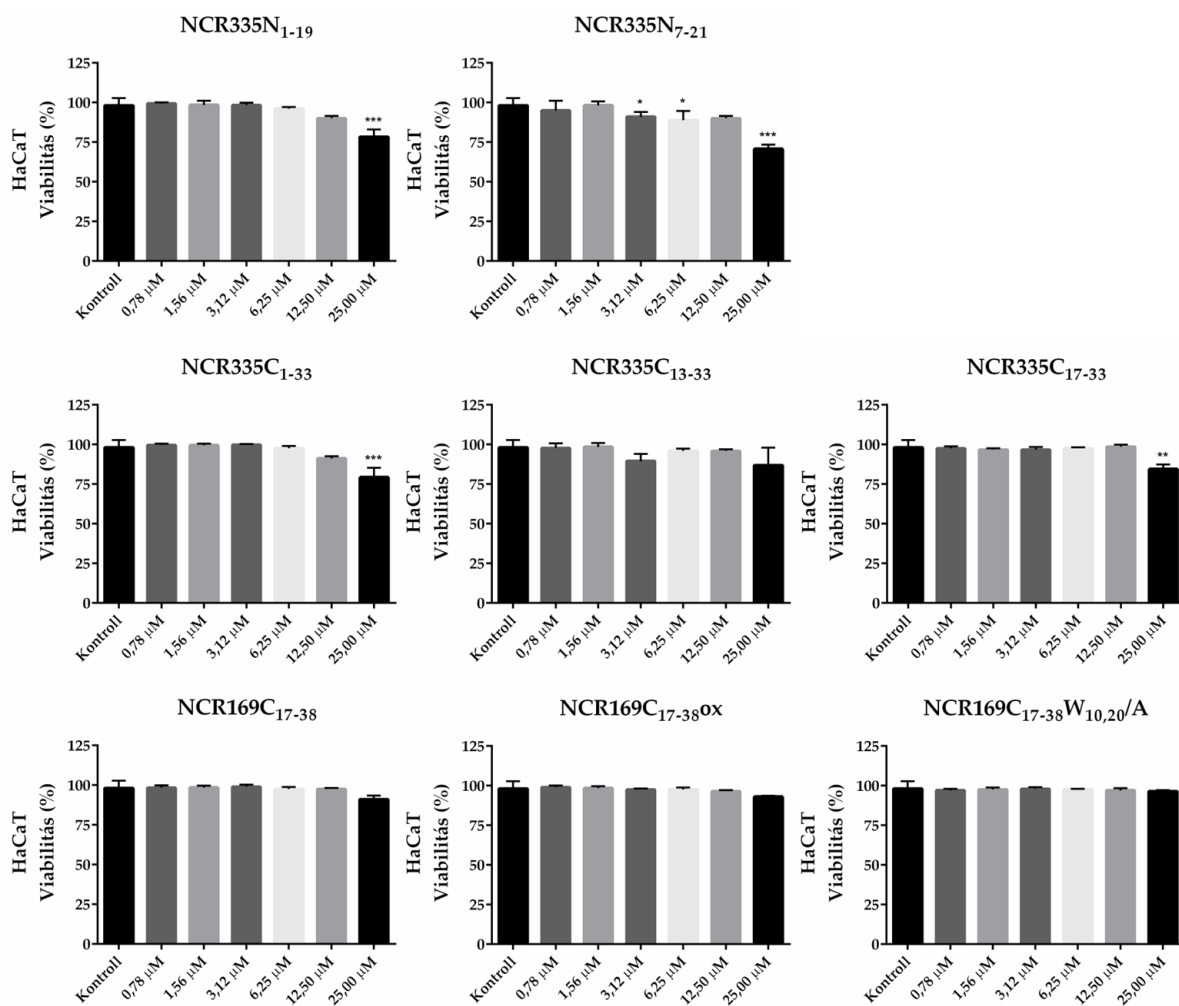 NCR335N₁₋₁₉
HaCaT
Viabilitás (%)
125
100
75
50
25
0
***
Kontroll
0,78 µM
1,56 µM
3,12 µM
6,25 µM
12,50 µM
25,00 µM
NCR335N₇₋₂₁
HaCaT
Viabilitás (%)
125
100
75
50
25
0
*
*
***
Kontroll
0,78 µM
1,56 µM
3,12 µM
6,25 µM
12,50 µM
25,00 µM
NCR335C₁₋₃₃
HaCaT
Viabilitás (%)
125
100
75
50
25
0
***
Kontroll
0,78 µM
1,56 µM
3,12 µM
6,25 µM
12,50 µM
25,00 µM
NCR335C₁₃₋₃₃
HaCaT
Viabilitás (%)
125
100
75
50
25
0
Kontroll
0,78 µM
1,56 µM
3,12 µM
6,25 µM
12,50 µM
25,00 µM
NCR335C₁₇₋₃₃
HaCaT
Viabilitás (%)
125
100
75
50
25
0
**
Kontroll
0,78 µM
1,56 µM
3,12 µM
6,25 µM
12,50 µM
25,00 µM
NCR169C₁₇₋₃₈
HaCaT
Viabilitás (%)
125
100
75
50
25
0
Kontroll
0,78 µM
1,56 µM
3,12 µM
6,25 µM
12,50 µM
25,00 µM
NCR169C₁₇₋₃₈ox
HaCaT
Viabilitás (%)
125
100
75
50
25
0
Kontroll
0,78 µM
1,56 µM
3,12 µM
6,25 µM
12,50 µM
25,00 µM
NCR169C₁₇₋₃₈W₁₀,₂₀/A
HaCaT
Viabilitás (%)
125
100
75
50
25
0
Kontroll
0,78 µM
1,56 µM
3,12 µM
6,25 µM
12,50 µM
25,00 µM